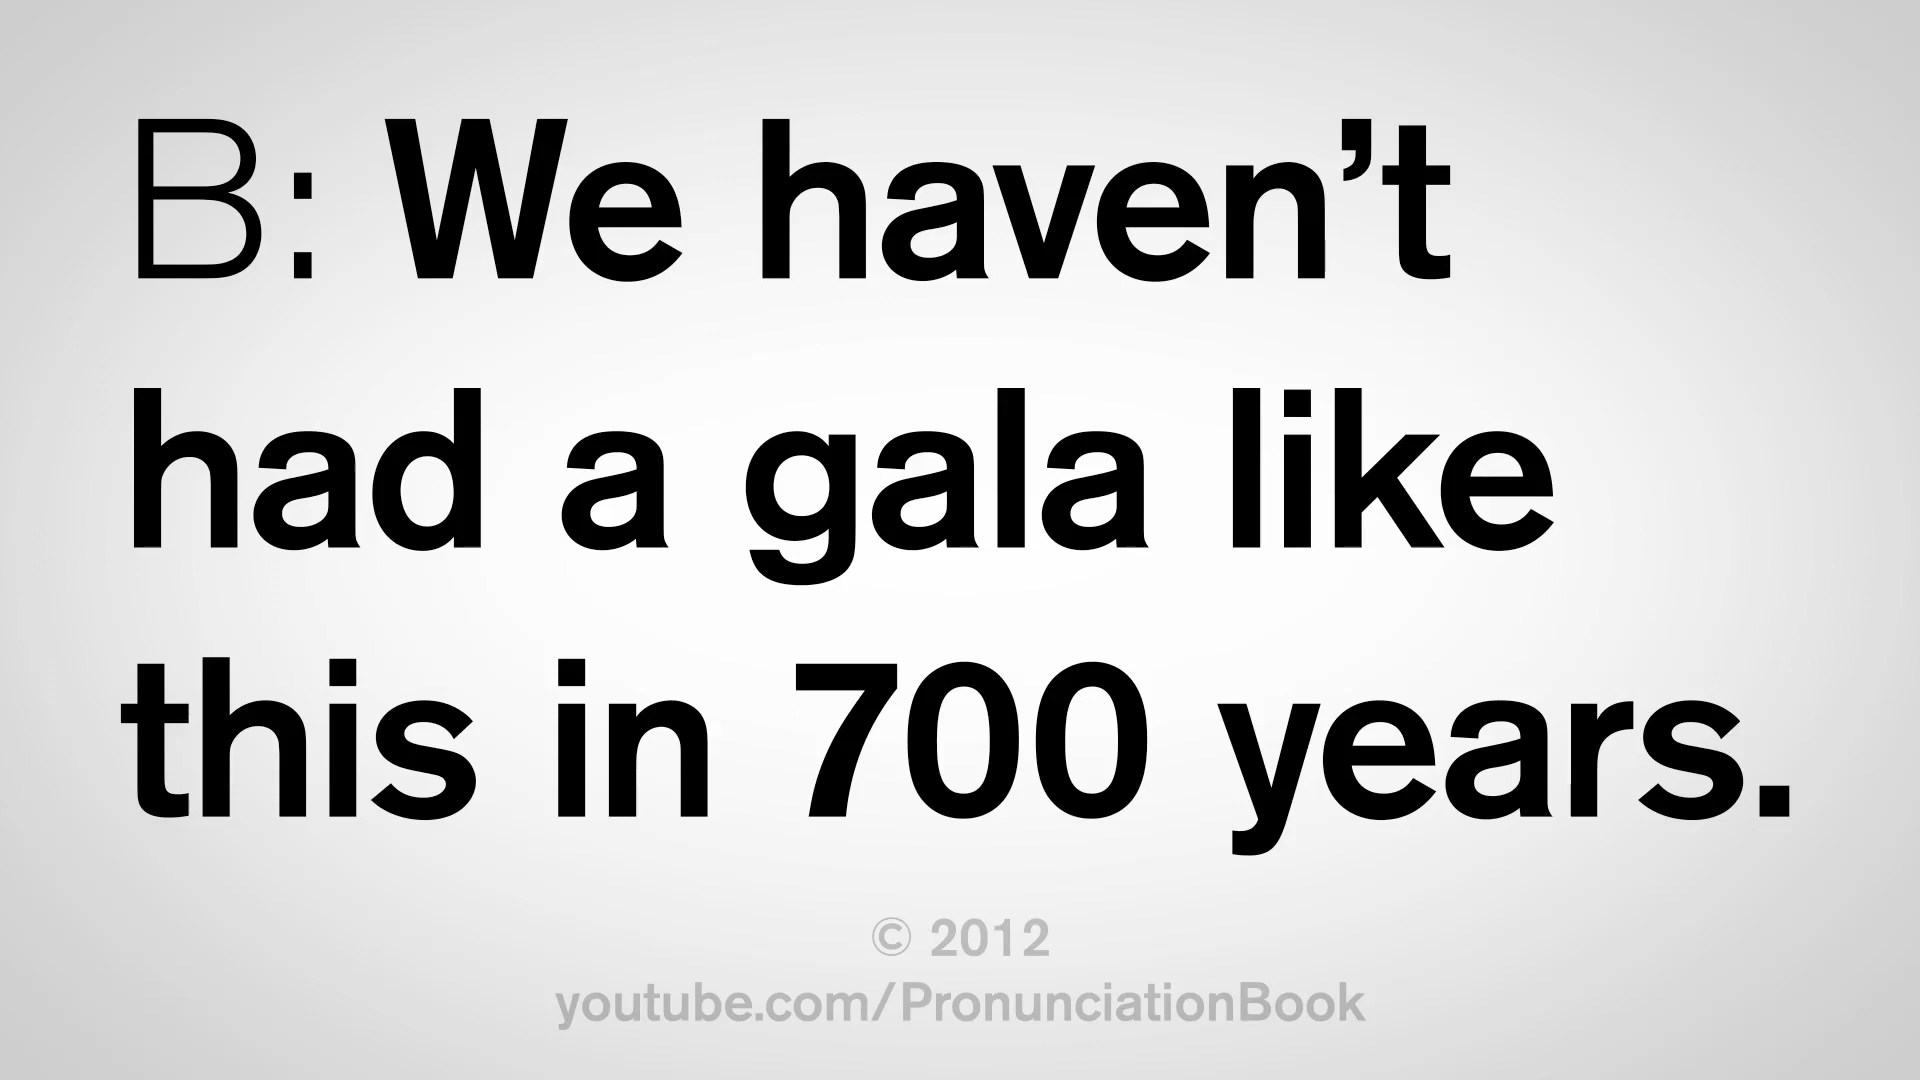 B: We haven’t
had a gala like
this in 700 years.
© 2012
youtube.com/PronunciationBook